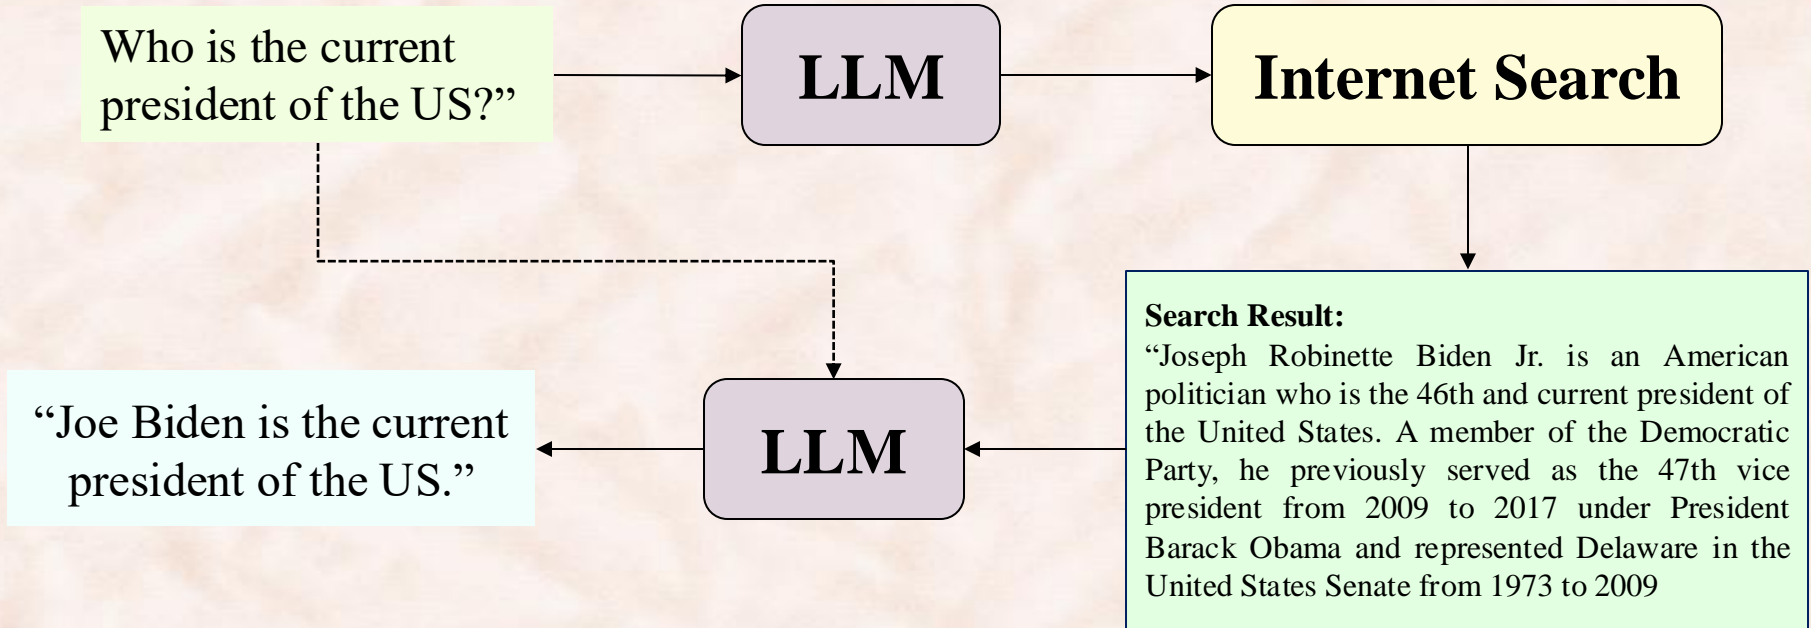 Who is the current
president of the US?”
LLM
Internet Search
Search Result:
“Joseph Robinette Biden Jr. is an American
politician who is the 46th and current president of
the United States. A member of the Democratic
Party, he previously served as the 47th vice
president from 2009 to 2017 under President
Barack Obama and represented Delaware in the
United States Senate from 1973 to 2009
LLM
“Joe Biden is the current
president of the US.”